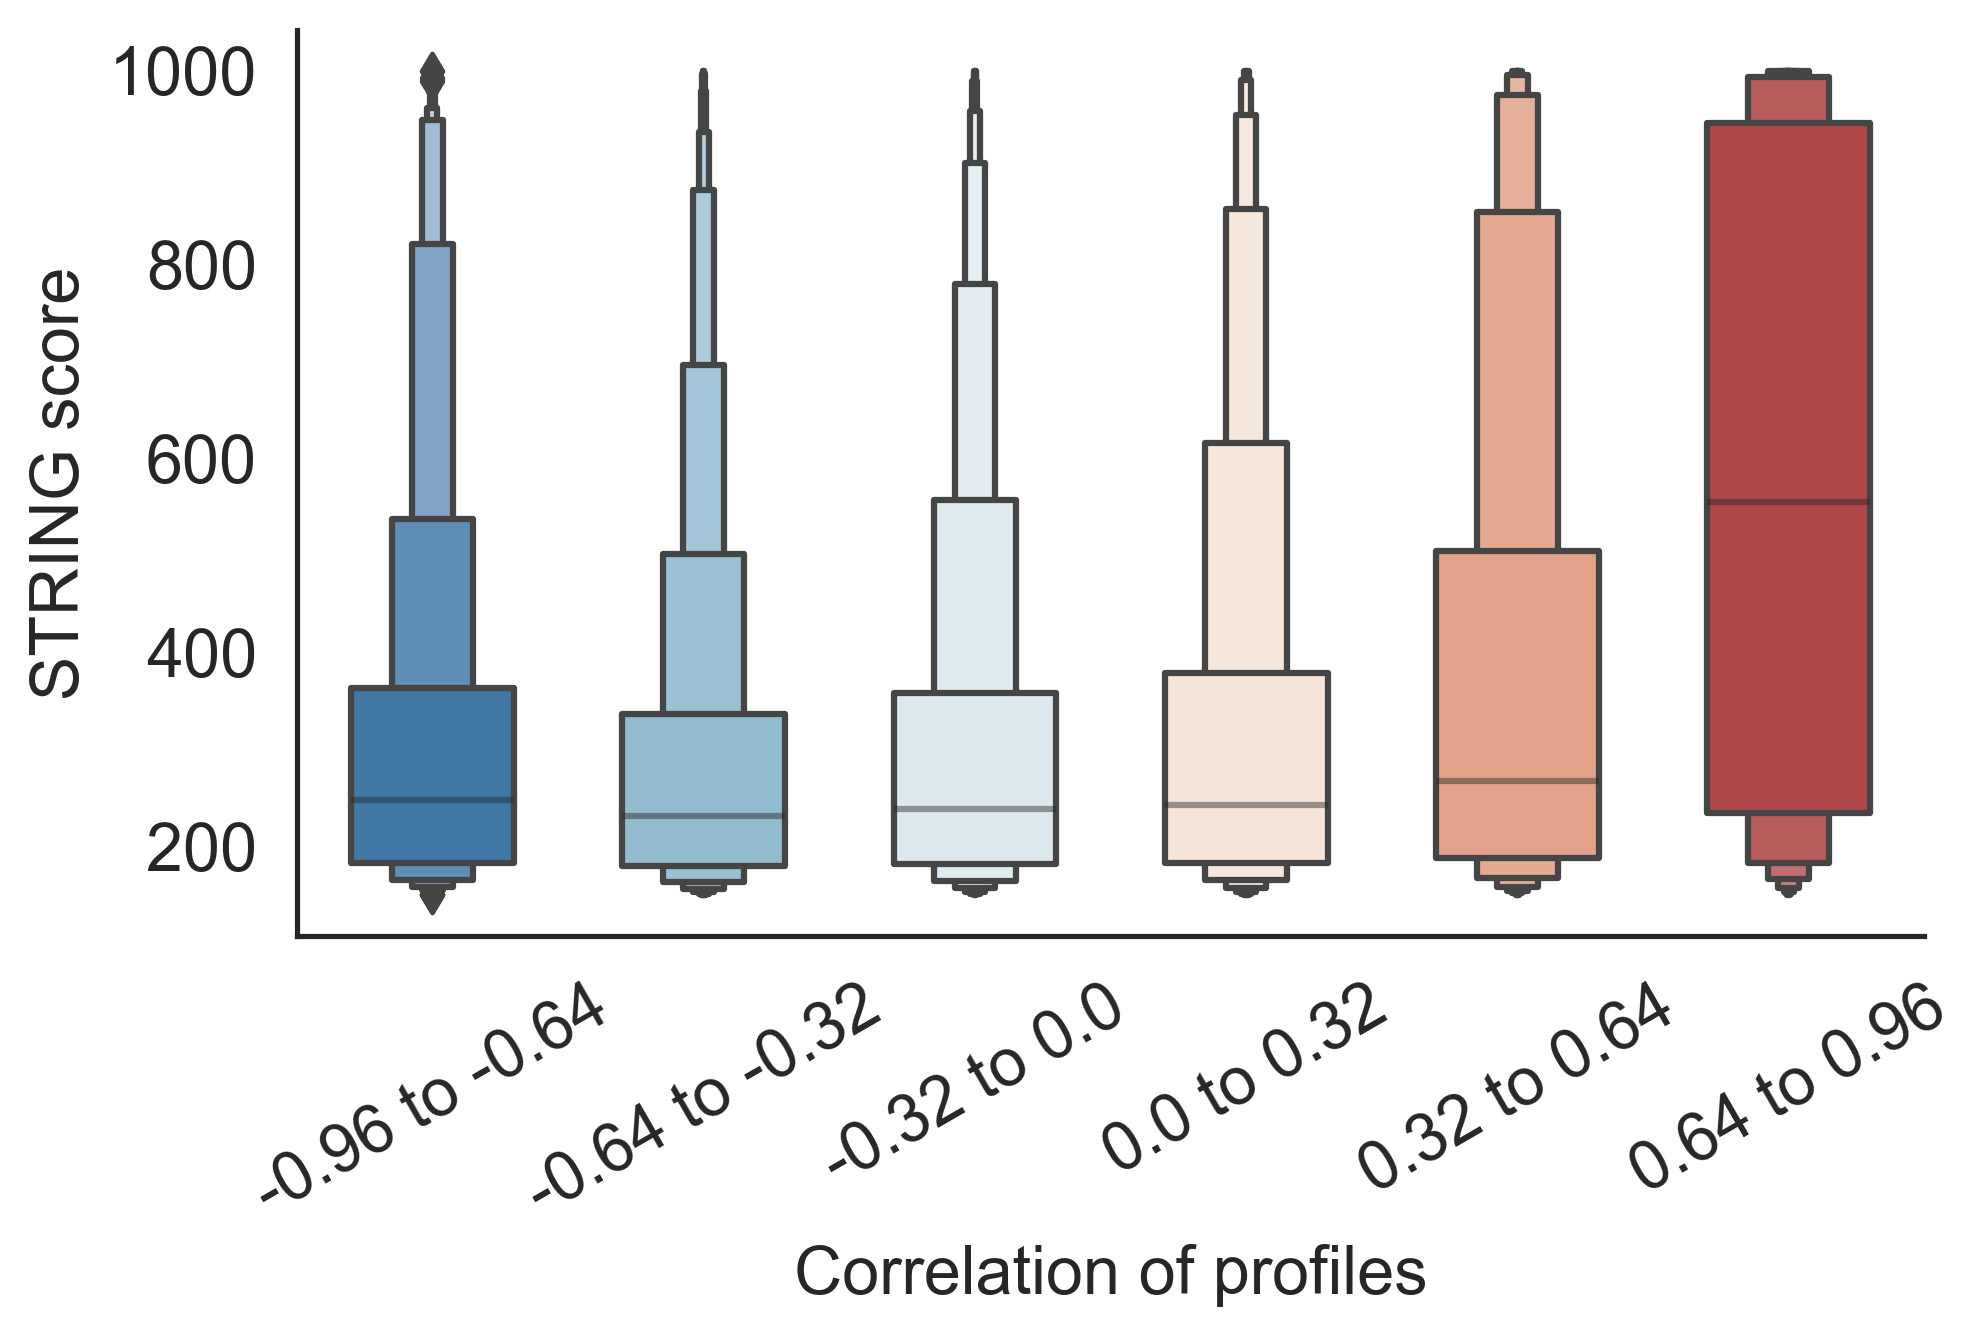 1000
800
600
400
200
STRING score
-0.96 to -0.64
-0.64 to -0.32
-0.32 to 0.0
0.0 to 0.32
0.32 to 0.64
0.64 to 0.96
Correlation of profiles